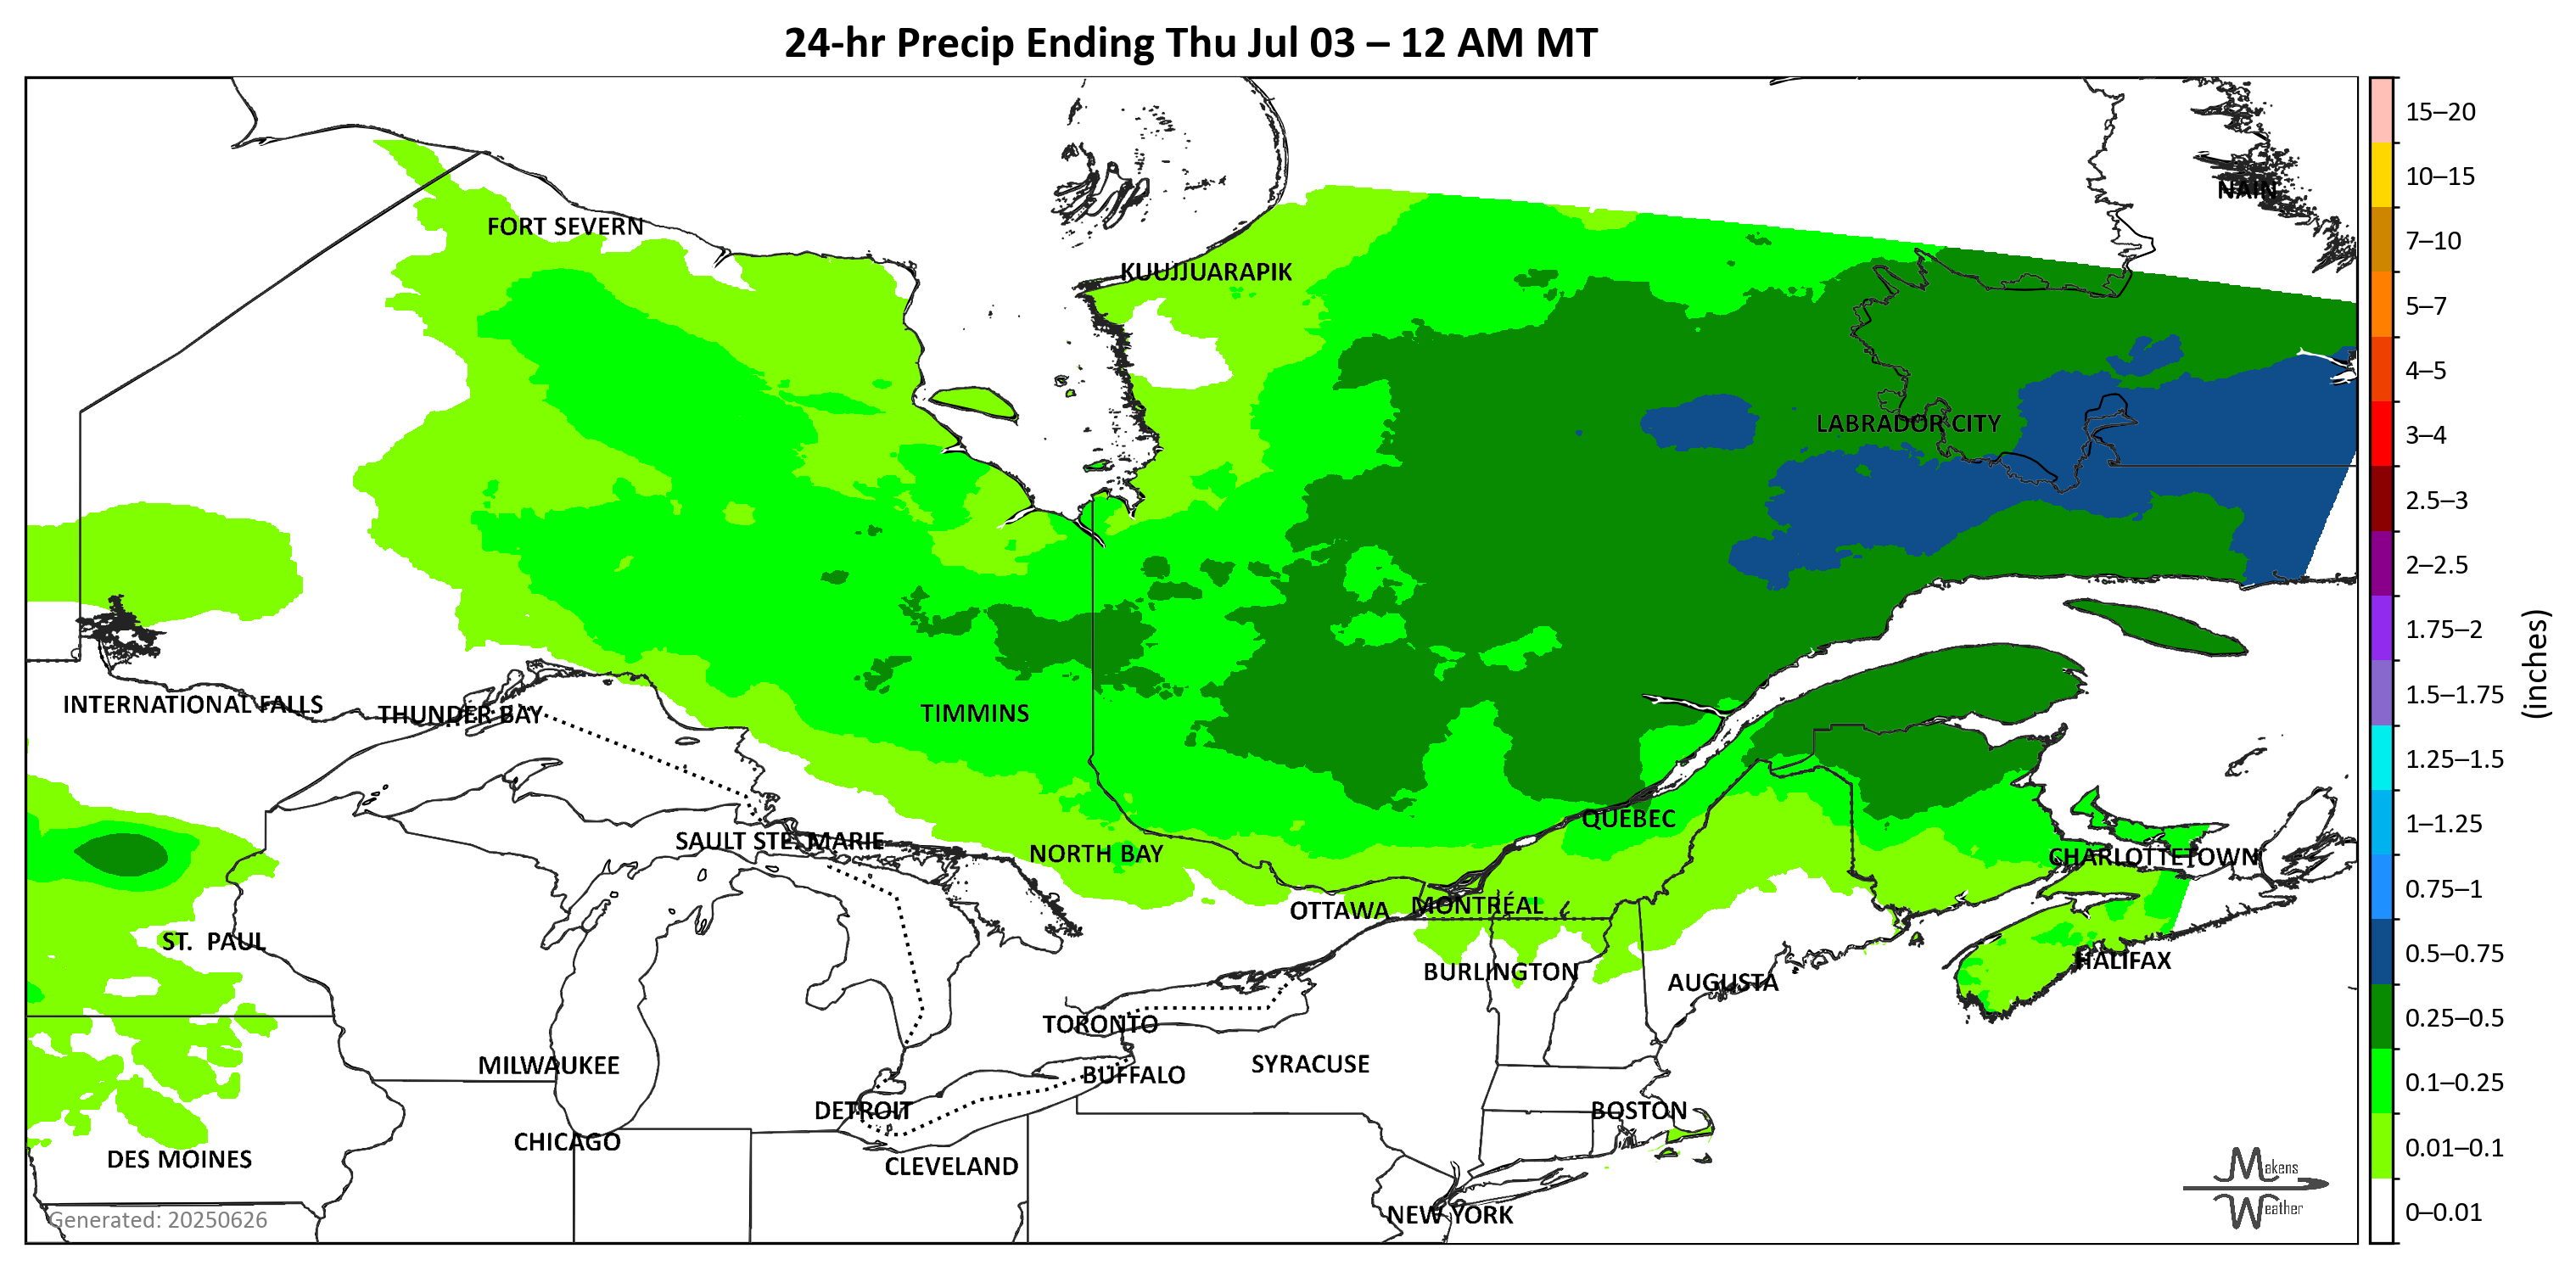 24-hr Precip Ending Thu Jul 03 – 12 AM MT
NAIN
FORT SEVERN
KUUJJUARAPIK
LABRADOR CITY
INTERNATIONAL FALLS
THUNDER BAY
TIMMINS
QUÉBEC
SAULT STE. MARIE
NORTH BAY
CHARLOTTETOWN
OTTAWA
MONTRÉAL
ST. PAUL
HALIFAX
BURLINGTON
AUGUSTA
TORONTO
MILWAUKEE
SYRACUSE
BUFFALO
DETROIT
BOSTON
CHICAGO
DES MOINES
CLEVELAND
NEW YORK
Generated: 20250626
Makens
Weather
15–20
10–15
7–10
5–7
4–5
3–4
2.5–3
2–2.5
1.75–2
1.5–1.75
1.25–1.5
1–1.25
0.75–1
0.5–0.75
0.25–0.5
0.1–0.25
0.01–0.1
0–0.01
(inches)